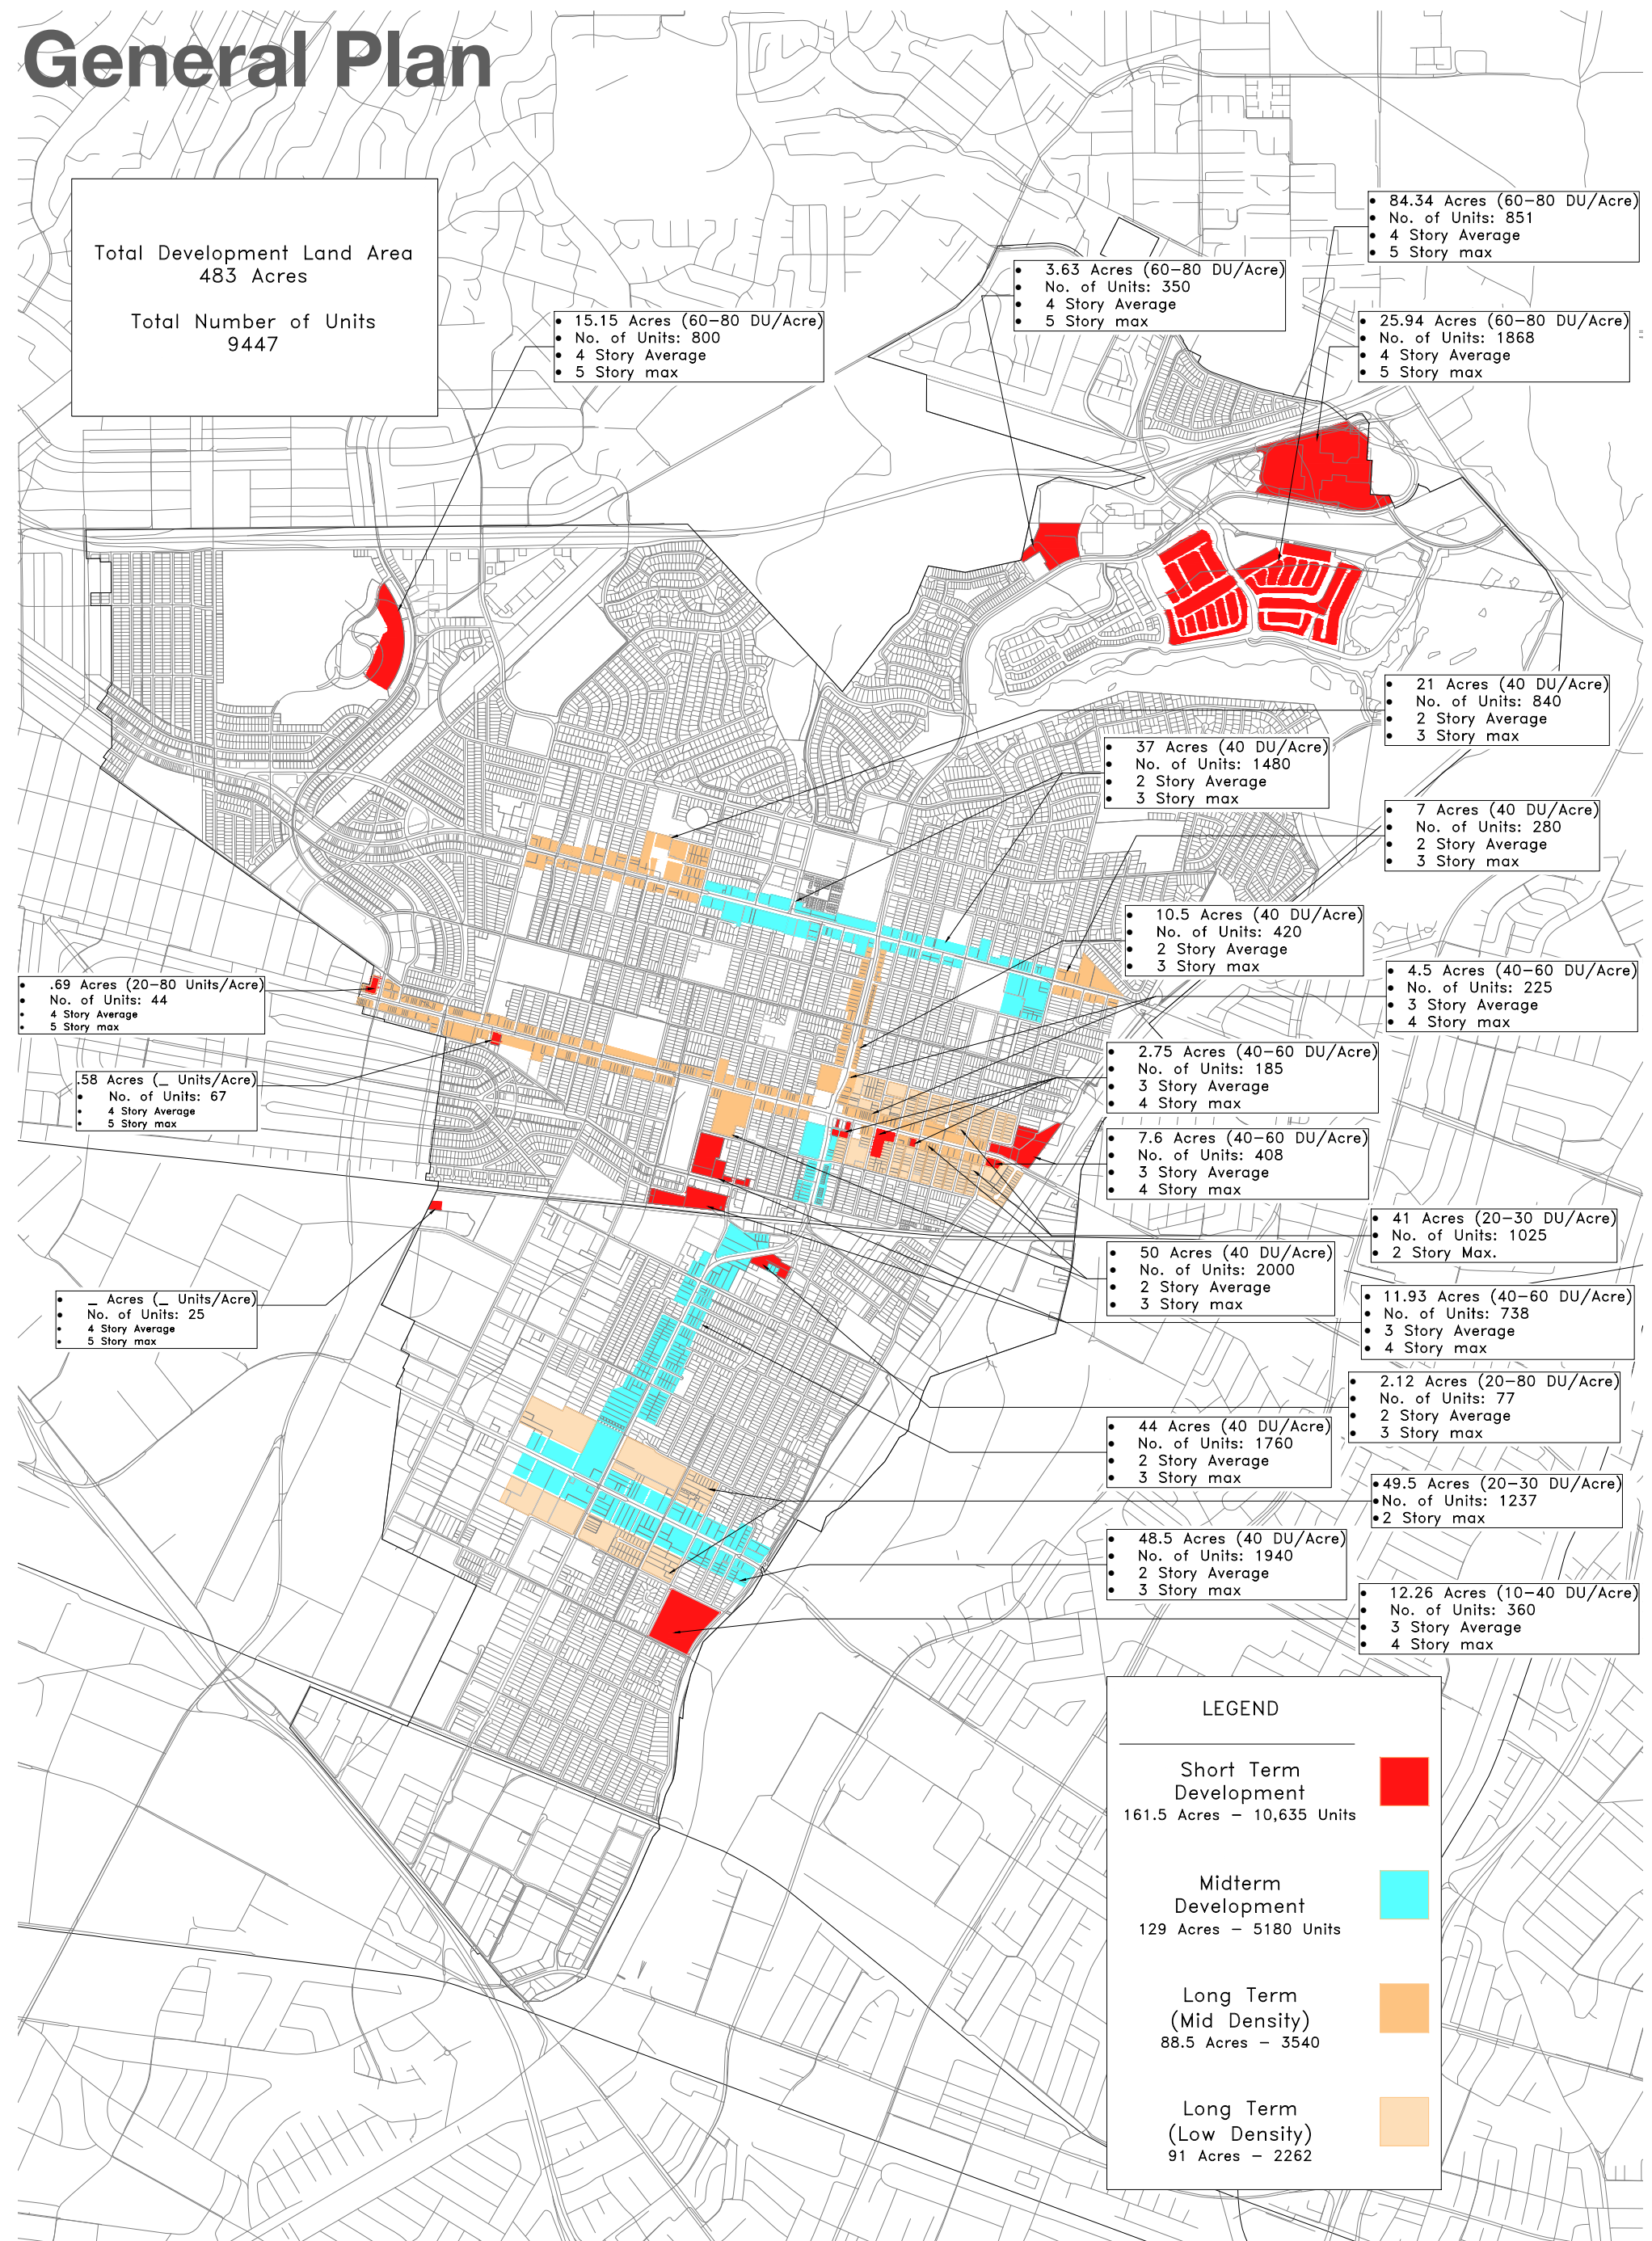 General Plan
Total Development Land Area
483 Acres
Total Number of Units
9447
• 84.34 Acres (60-80 DU/Acre)
• No. of Units: 851
• 4 Story Average
• 5 Story max
• 3.63 Acres (60-80 DU/Acre)
• No. of Units: 350
• 4 Story Average
• 5 Story max
• 15.15 Acres (60-80 DU/Acre)
• No. of Units: 800
• 4 Story Average
• 5 Story max
• 25.94 Acres (60-80 DU/Acre)
• No. of Units: 1868
• 4 Story Average
• 5 Story max
• 21 Acres (40 DU/Acre)
• No. of Units: 840
• 2 Story Average
• 3 Story max
• 37 Acres (40 DU/Acre)
• No. of Units: 1480
• 2 Story Average
• 3 Story max
• 7 Acres (40 DU/Acre)
• No. of Units: 280
• 2 Story Average
• 3 Story max
• 10.5 Acres (40 DU/Acre)
• No. of Units: 420
• 2 Story Average
• 3 Story max
• 4.5 Acres (40-60 DU/Acre)
• No. of Units: 225
• 3 Story Average
• 4 Story max
• .69 Acres (20-80 Units/Acre)
• No. of Units: 44
• 4 Story Average
• 5 Story max
• 2.75 Acres (40-60 DU/Acre)
• No. of Units: 185
• 3 Story Average
• 4 Story max
.58 Acres (_ Units/Acre)
• No. of Units: 67
• 4 Story Average
• 5 Story max
• 7.6 Acres (40-60 DU/Acre)
• No. of Units: 408
• 3 Story Average
• 4 Story max
• 41 Acres (20-30 DU/Acre)
• No. of Units: 1025
• 2 Story Max.
• 50 Acres (40 DU/Acre)
• No. of Units: 2000
• 2 Story Average
• 3 Story max
• _ Acres (_ Units/Acre)
• No. of Units: 25
• 4 Story Average
• 5 Story max
• 11.93 Acres (40-60 DU/Acre)
• No. of Units: 738
• 3 Story Average
• 4 Story max
• 2.12 Acres (20-80 DU/Acre)
• No. of Units: 77
• 2 Story Average
• 3 Story max
• 44 Acres (40 DU/Acre)
• No. of Units: 1760
• 2 Story Average
• 3 Story max
• 49.5 Acres (20-30 DU/Acre)
• No. of Units: 1237
• 2 Story max
• 48.5 Acres (40 DU/Acre)
• No. of Units: 1940
• 2 Story Average
• 3 Story max
• 12.26 Acres (10-40 DU/Acre)
• No. of Units: 360
• 3 Story Average
• 4 Story max
LEGEND
Short Term
Development
161.5 Acres - 10,635 Units
Midterm
Development
129 Acres - 5180 Units
Long Term
(Mid Density)
88.5 Acres - 3540
Long Term
(Low Density)
91 Acres - 2262